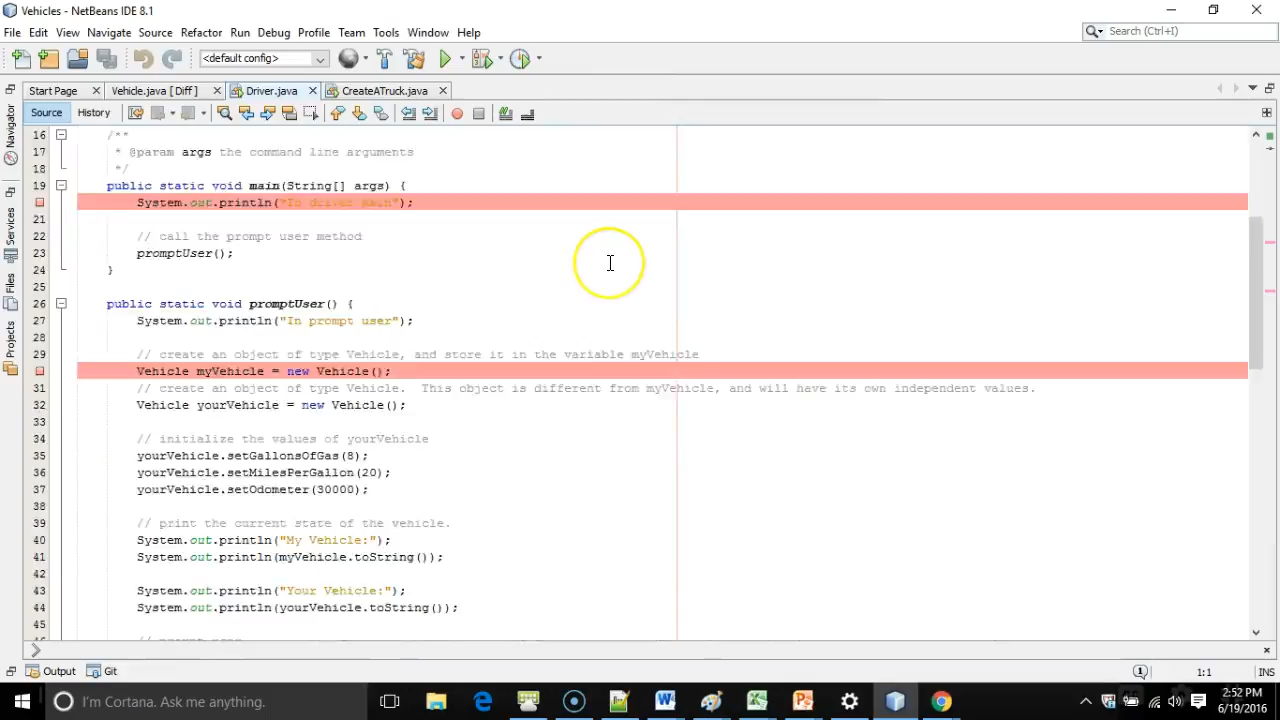 Vehicles - NetBeans IDE 8.1
File Edit View Navigate Source Refactor Run Debug Profile Team Tools Window Help
Search (Ctrl+I)
<default config>
Start Page Vehicle.java [Diff] Driver.java CreateATruck.java
Source History
Navigator
Services
Files
Projects
16 /**
17 * @param args the command line arguments
18 */
19 public static void main(String[] args) {
System.out.println("In driver main");
21
22 // call the prompt user method
23 promptUser();
24 }
25
26 public static void promptUser() {
27 System.out.println("In prompt user");
28
29 // create an object of type Vehicle, and store it in the variable myVehicle
Vehicle myVehicle = new Vehicle();
31 // create an object of type Vehicle. This object is different from myVehicle, and will have its own independent values.
32 Vehicle yourVehicle = new Vehicle();
33
34 // initialize the values of yourVehicle
35 yourVehicle.setGallonsOfGas(8);
36 yourVehicle.setMilesPerGallon(20);
37 yourVehicle.setOdometer(30000);
38
39 // print the current state of the vehicle.
40 System.out.println("My Vehicle:");
41 System.out.println(myVehicle.toString());
42
43 System.out.println("Your Vehicle:");
44 System.out.println(yourVehicle.toString());
45
Output Git
1 1:1 INS
I'm Cortana. Ask me anything.
2:52 PM
6/19/2016